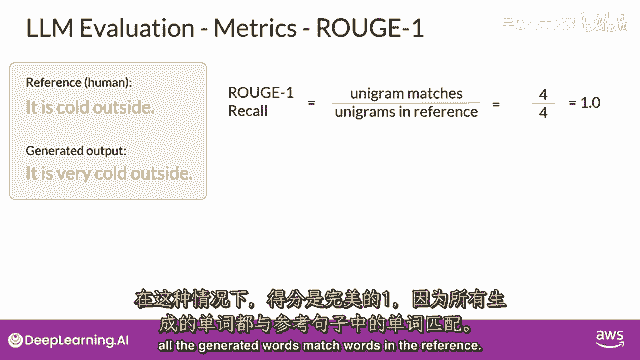 LLM Evaluation - Metrics - ROUGE-1
Reference (human):
It is cold outside.
Generated output:
It is very cold outside.
ROUGE-1
Recall
=
unigram matches
unigrams in reference
=
4
4
= 1.0
在这种情况下，得分是完美的1，因为所有生
成的单词都与参考句子中的单词匹配。
all the generated words match words in the reference.
DeepLearning.AI
aws